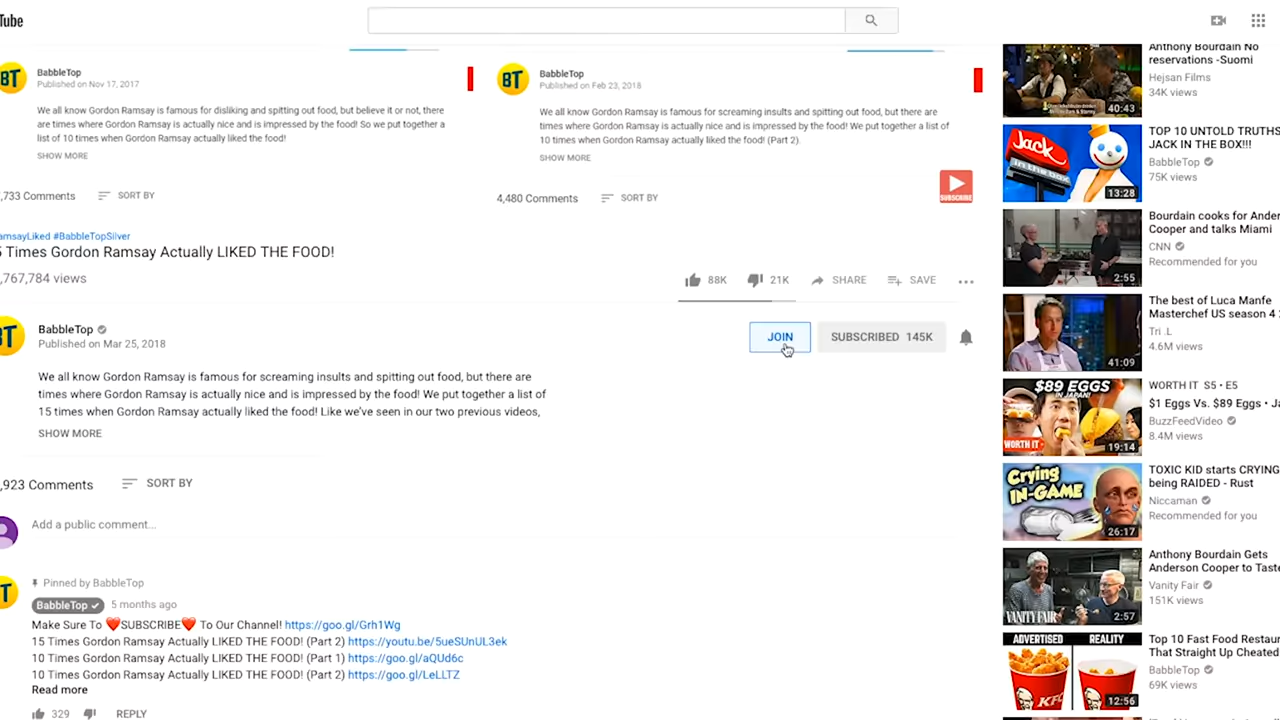 Tube
BT
BabbleTop
Published on Nov 17, 2017
We all know Gordon Ramsay is famous for disliking and spitting out food, but believe it or not, there
are times where Gordon Ramsay is actually nice and is impressed by the food! So we put together a
list of 10 times when Gordon Ramsay actually liked the food!
SHOW MORE
,733 Comments
SORT BY
BT
BabbleTop
Published on Feb 23, 2018
We all know Gordon Ramsay is famous for screaming insults and spitting out food, but there are
times where Gordon Ramsay is actually nice and is impressed by the food! We put together a list of
10 times when Gordon Ramsay actually liked the food! (Part 2).
SHOW MORE
4,480 Comments
SORT BY
SUBSCRIBE
amsayLiked #BabbleTopSilver
5 Times Gordon Ramsay Actually LIKED THE FOOD!
,767,784 views
88K
21K
SHARE
SAVE
BT
BabbleTop
Published on Mar 25, 2018
JOIN
SUBSCRIBED 145K
We all know Gordon Ramsay is famous for screaming insults and spitting out food, but there are
times where Gordon Ramsay is actually nice and is impressed by the food! We put together a list of
15 times when Gordon Ramsay actually liked the food! Like we've seen in our two previous videos,
SHOW MORE
,923 Comments
SORT BY
Add a public comment...
Pinned by BabbleTop
BabbleTop
5 months ago
Make Sure To ❤SUBSCRIBE❤ To Our Channel! https://goo.gl/Grh1Wg
15 Times Gordon Ramsay Actually LIKED THE FOOD! (Part 2) https://youtu.be/5ueSUnUL3ek
10 Times Gordon Ramsay Actually LIKED THE FOOD! (Part 1) https://goo.gl/aQUd6c
10 Times Gordon Ramsay Actually LIKED THE FOOD! (Part 2) https://goo.gl/LeLLTZ
Read more
329
REPLY
Anthony Bourdain No
reservations -Suomi
Hejsan Films
34K views
40:43
Jack
in the box
13:28
TOP 10 UNTOLD TRUTHS
JACK IN THE BOX!!!
BabbleTop
75K views
2:55
Bourdain cooks for Ander
Cooper and talks Miami
CNN
Recommended for you
41:09
The best of Luca Manfe
Masterchef US season 4
Tri .L
4.6M views
$89 EGGS
IN JAPAN!
WORTH IT
19:14
WORTH IT S5 • E5
$1 Eggs Vs. $89 Eggs • Ja
BuzzFeedVideo
8.4M views
Crying
IN-GAME
26:17
TOXIC KID starts CRYING
being RAIDED - Rust
Niccaman
Recommended for you
VANITY FAIR
2:57
Anthony Bourdain Gets
Anderson Cooper to Taste
Vanity Fair
151K views
ADVERTISED
REALITY
KFC
12:56
Top 10 Fast Food Restau
That Straight Up Cheated
BabbleTop
69K views